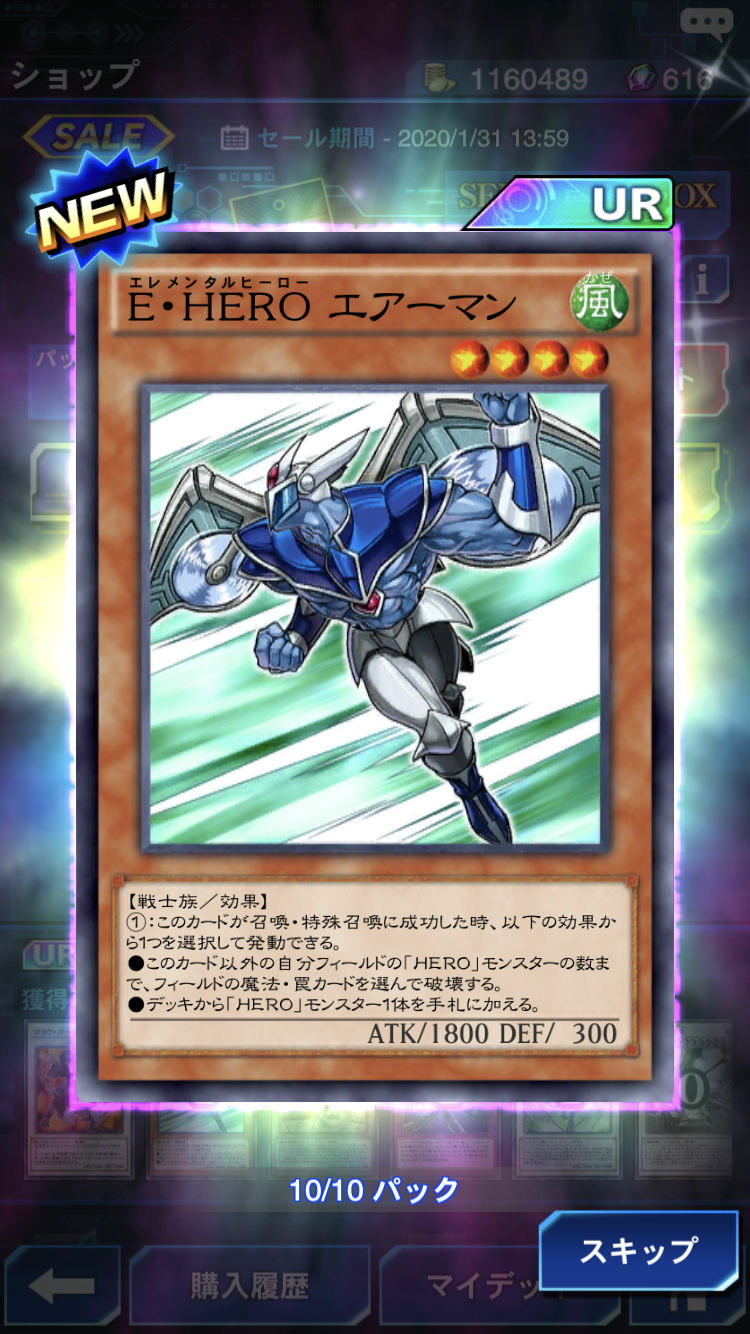 ショップ
1160489
616
SALE
セール期間 - 2020/1/31 13:59
NEW
UR
OX
エレメンタルヒーロー
E・HERO エアーマン
かぜ
風
i
【戦士族／効果】
①：このカードが召喚・特殊召喚に成功した時、以下の効果か
ら1つを選択して発動できる。
●このカード以外の自分フィールドの「HERO」モンスターの数ま
で、フィールドの魔法・罠カードを選んで破壊する。
●デッキから「HERO」モンスター1体を手札に加える。
ATK/1800 DEF/ 300
UR
獲得
10/10 パック
スキップ
購入履歴
マイデッ